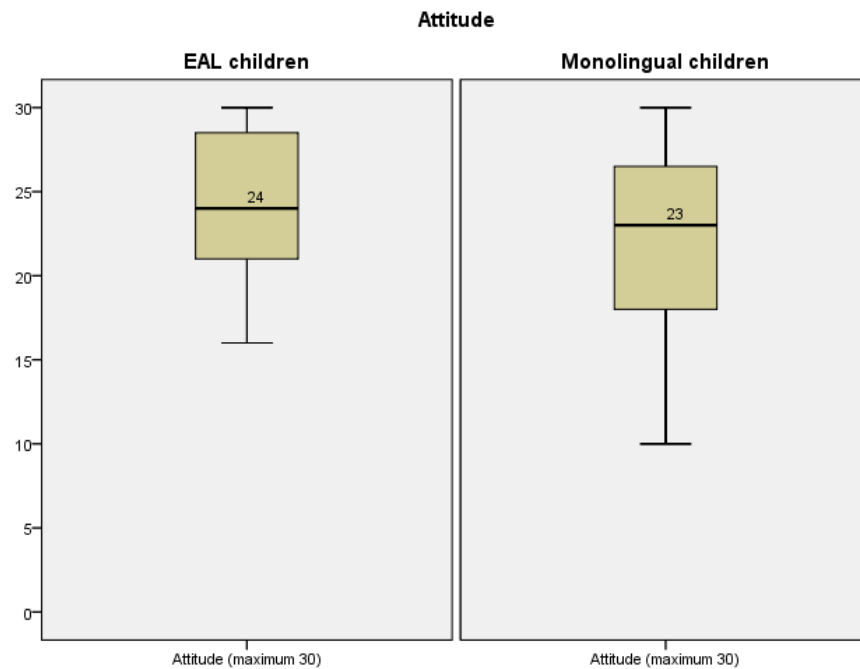 Attitude
EAL children
Monolingual children
30
25
20
15
10
5
0
24
23
Attitude (maximum 30)
Attitude (maximum 30)